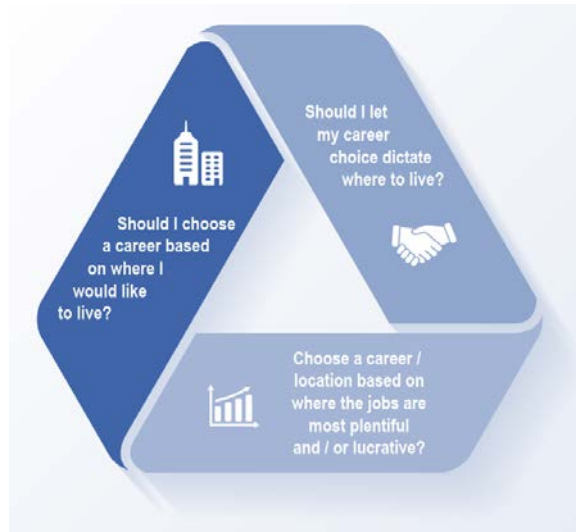 Should I let
my career
choice dictate
where to live?
Should I choose
a career based
on where I
would like
to live?
Choose a career /
location based on
where the jobs are
most plentiful
and / or lucrative?